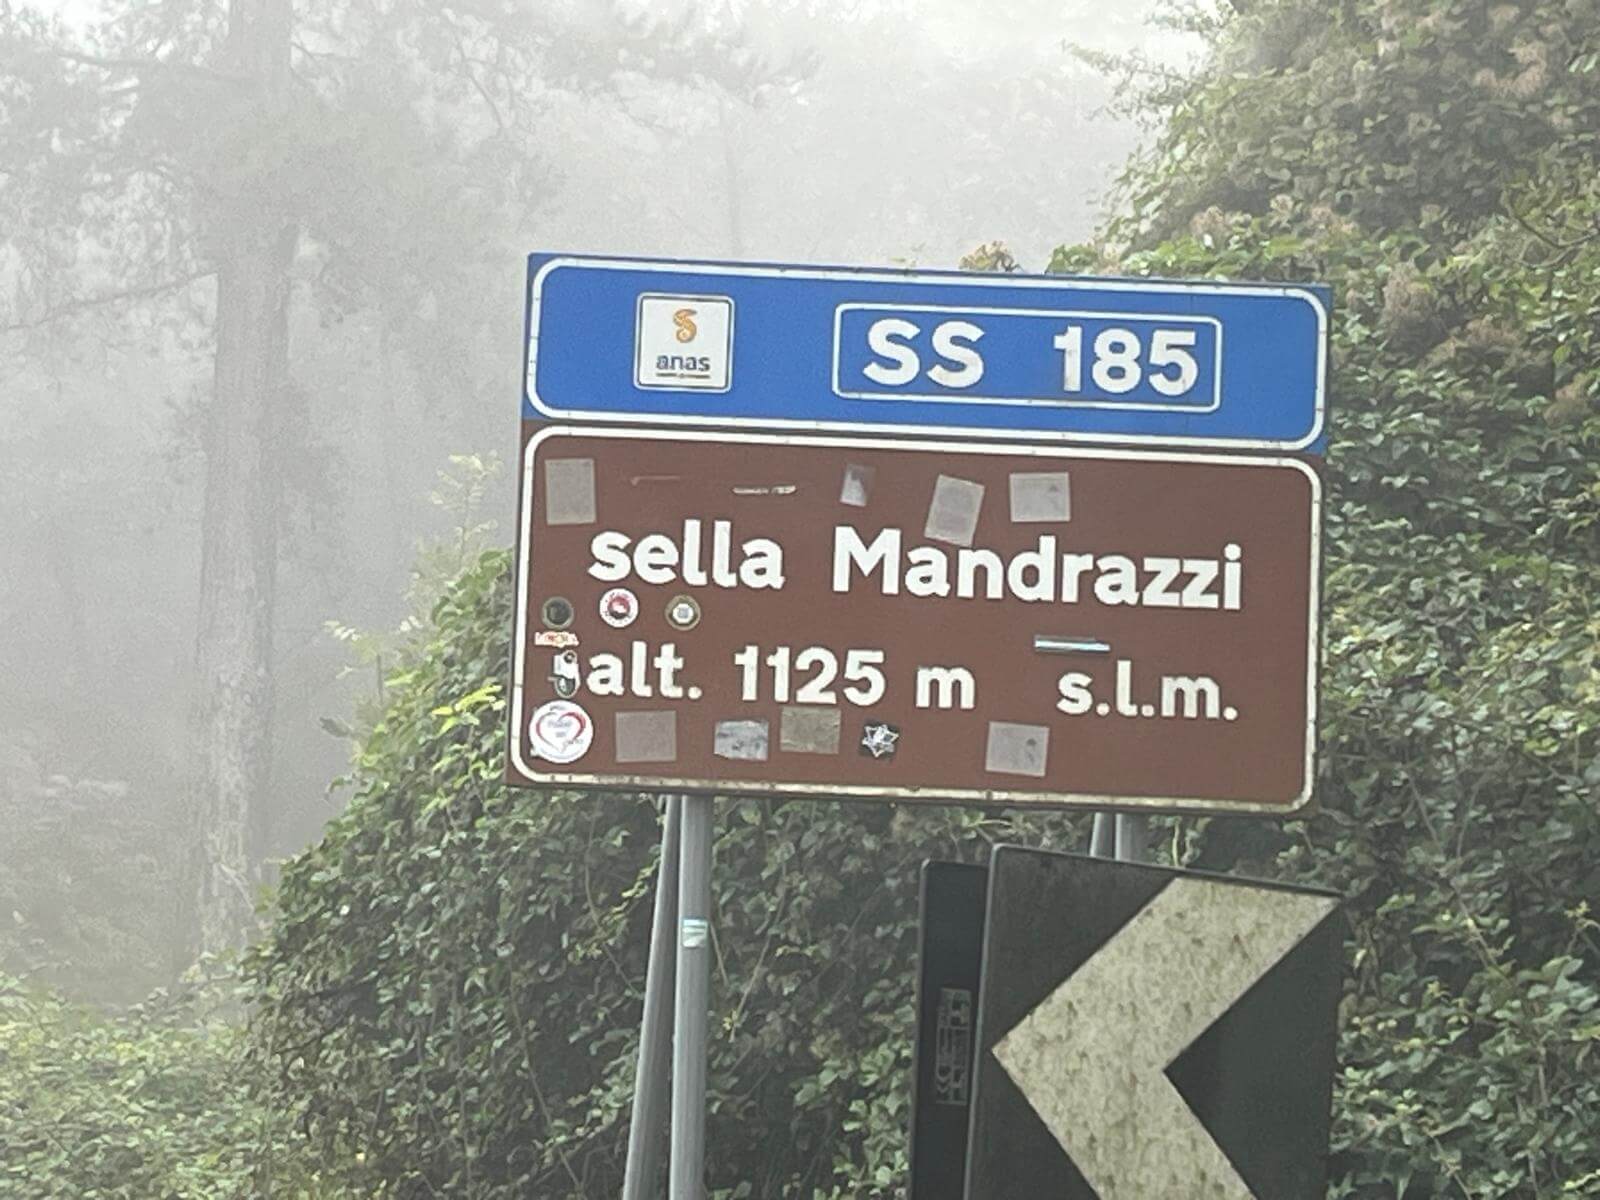 anas
SS 185
sella Mandrazzi
alt. 1125 m s.l.m.